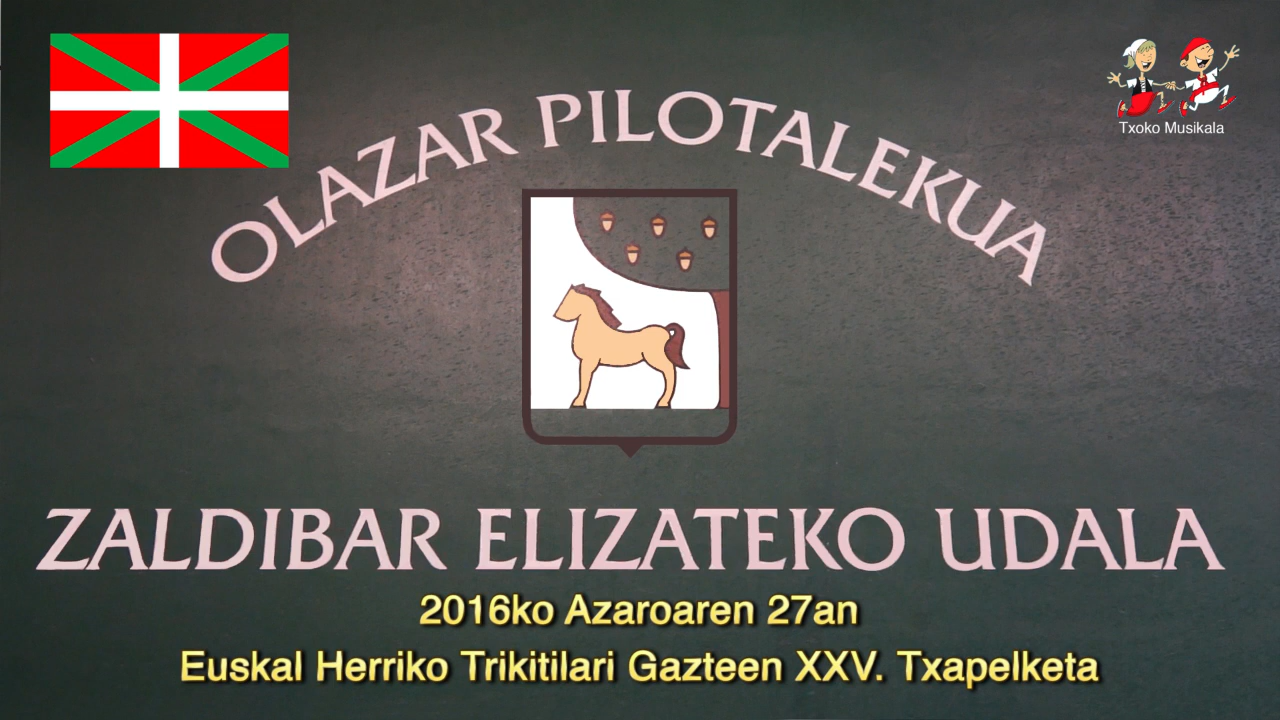 Txoko Musikala
OLAZAR PILOTALEKUA
ZALDIBAR ELIZATEKO UDALA
2016ko Azaroaren 27an
Euskal Herriko Trikitilari Gazteen XXV. Txapelketa